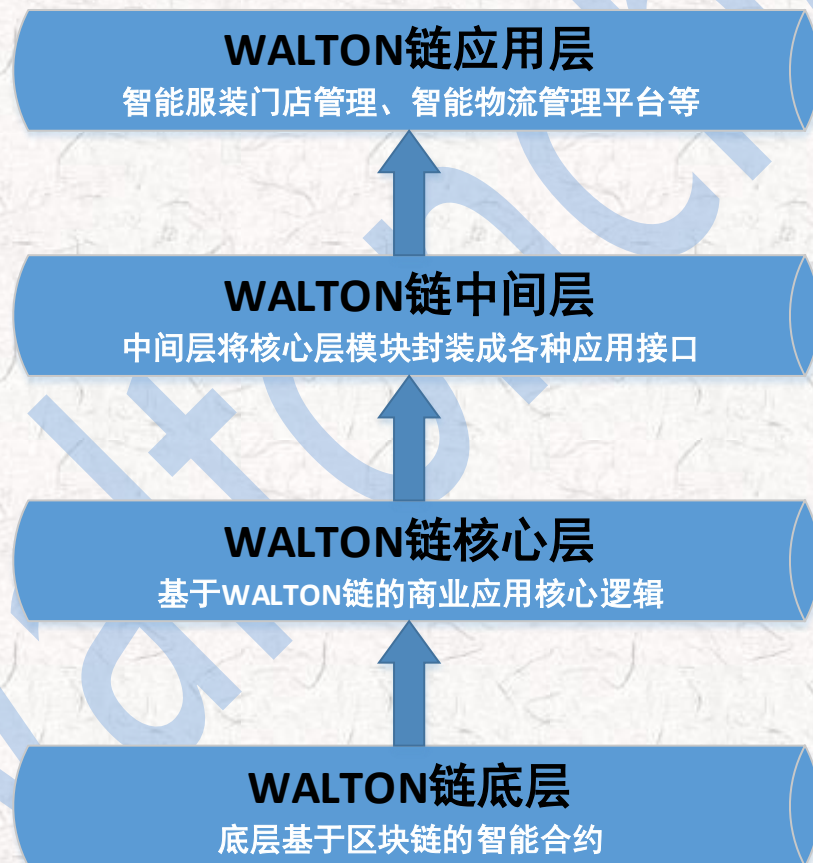 WALTON链应用层
智能服装门店管理、智能物流管理平台等
WALTON链中间层
中间层将核心层模块封装成各种应用接口
WALTON链核心层
基于WALTON链的商业应用核心逻辑
WALTON链底层
底层基于区块链的智能合约